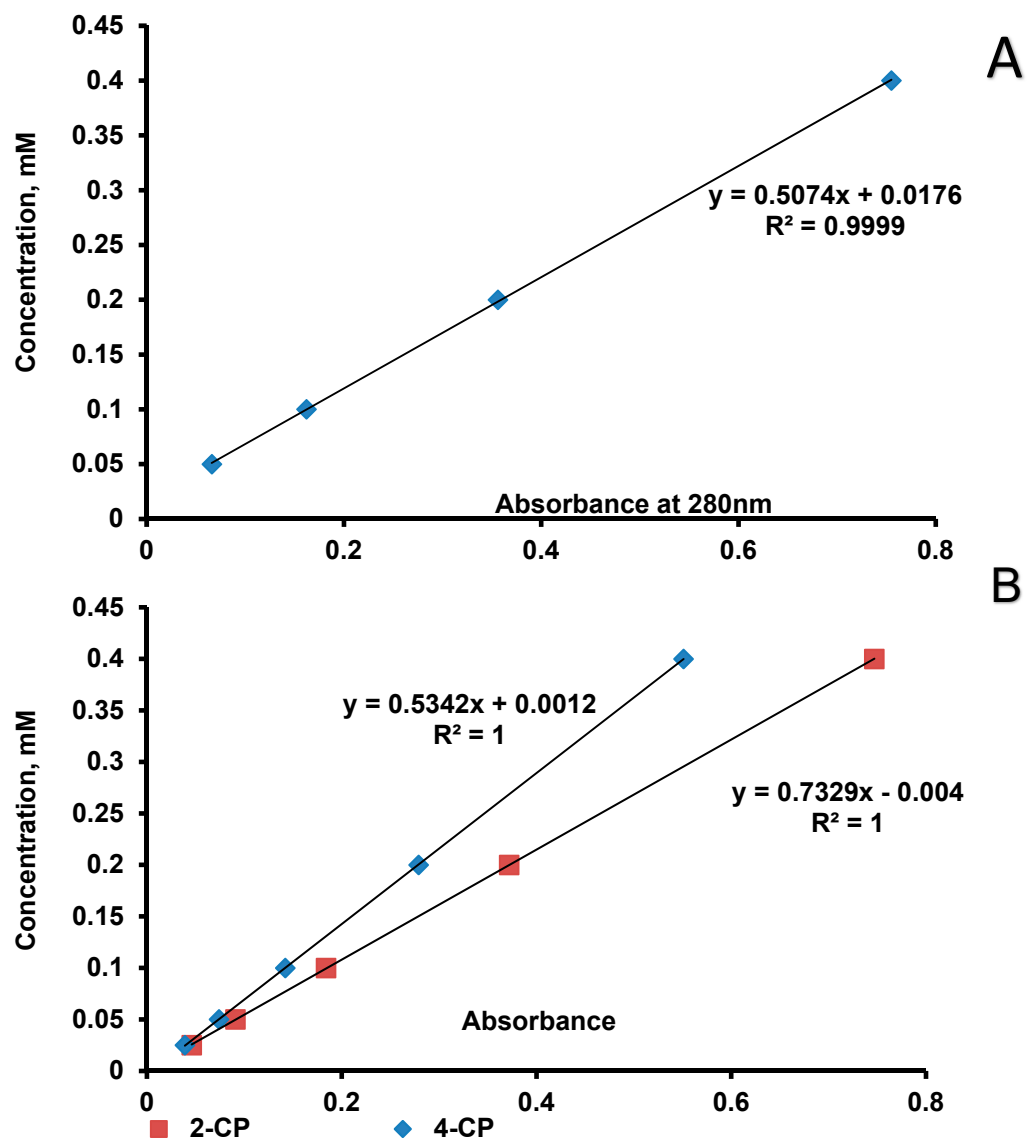 A
0.45
0.4
0.35
0.3
0.25
0.2
0.15
0.1
0.05
0
Concentration, mM
y = 0.5074x + 0.0176
R² = 0.9999
Absorbance at 280nm
0 0.2 0.4 0.6 0.8
B
0.45
0.4
0.35
0.3
0.25
0.2
0.15
0.1
0.05
0
Concentration, mM
y = 0.5342x + 0.0012
R² = 1
y = 0.7329x - 0.004
R² = 1
Absorbance
0 0.2 0.4 0.6 0.8
2-CP 4-CP